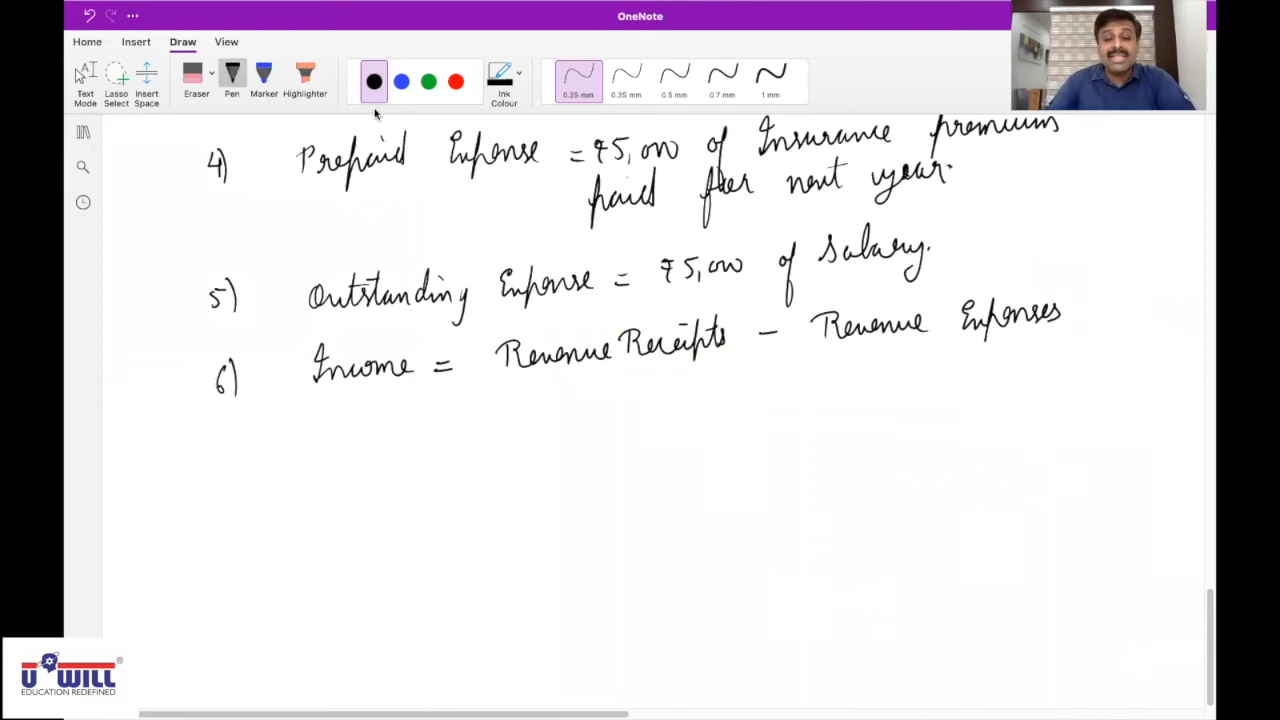 OneNote
Home Insert Draw View
Text Mode
Lasso Select
Insert Space
Eraser
Pen
Marker
Highlighter
Ink Colour
0.25 mm
0.35 mm
0.5 mm
0.7 mm
1 mm
4) Prepaid Expense = ₹5,000 of Insurance premium
paid for next year.
5) Outstanding Expense = ₹5,000 of salary.
6) Income = Revenue Receipts - Revenue Expenses
U WILL ®
EDUCATION REDEFINED